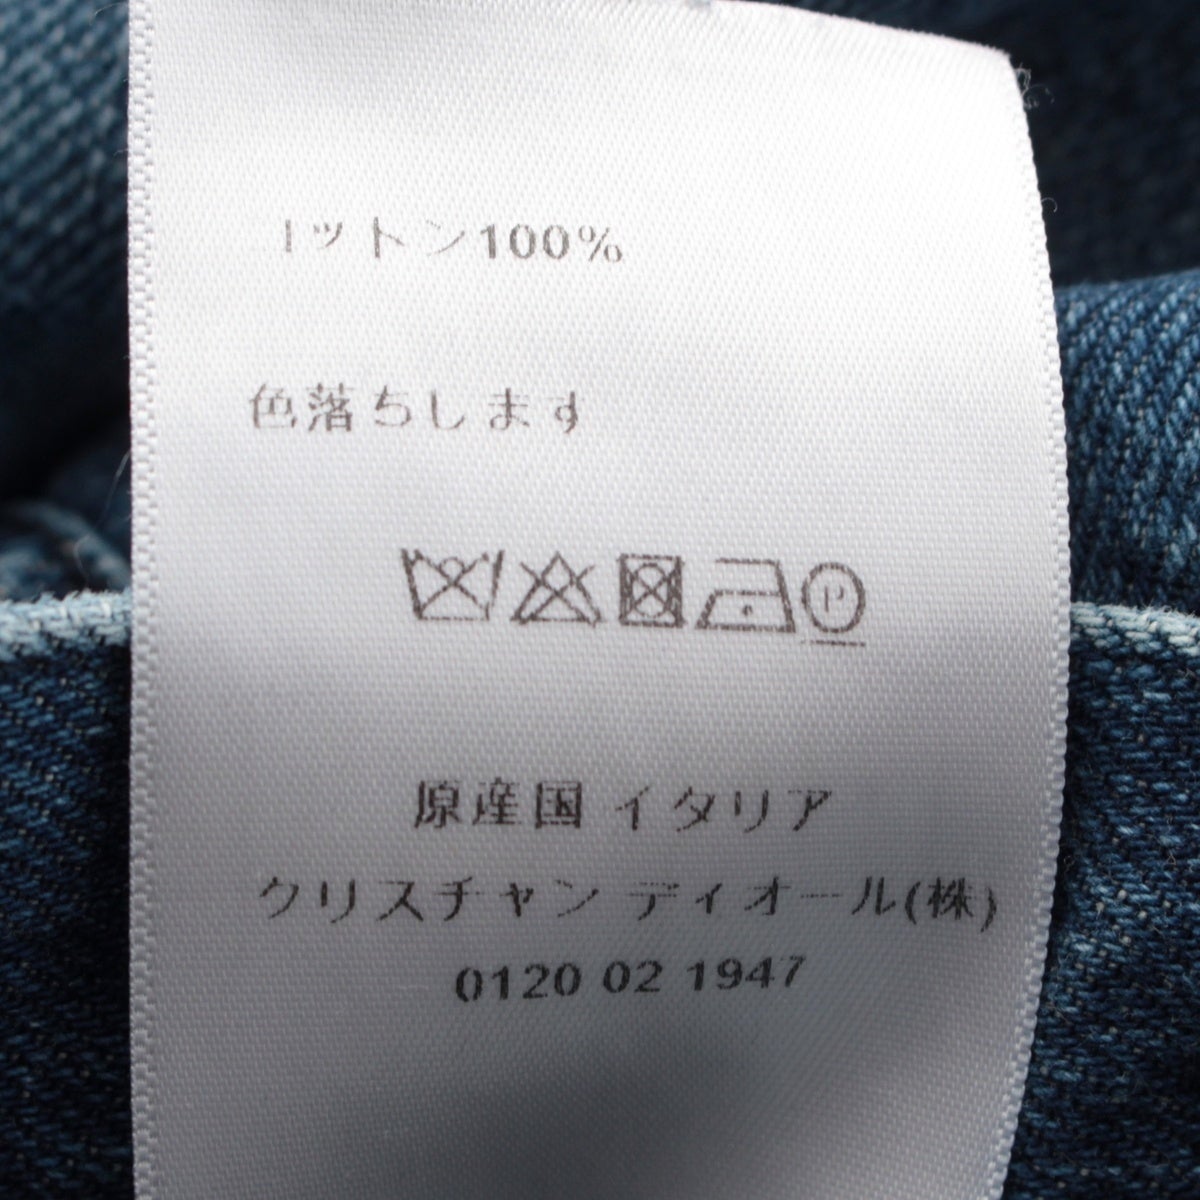 コットン100%
色落ちします
P
原産国 イタリア
クリスチャン ディオール(株)
0120 02 1947